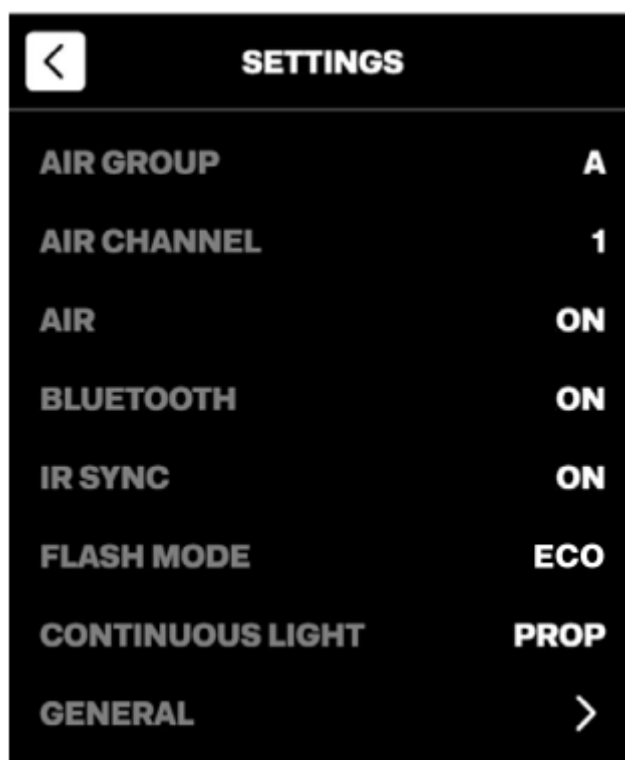 SETTINGS
AIR GROUP A
AIR CHANNEL 1
AIR ON
BLUETOOTH ON
IR SYNC ON
FLASH MODE ECO
CONTINUOUS LIGHT PROP
GENERAL